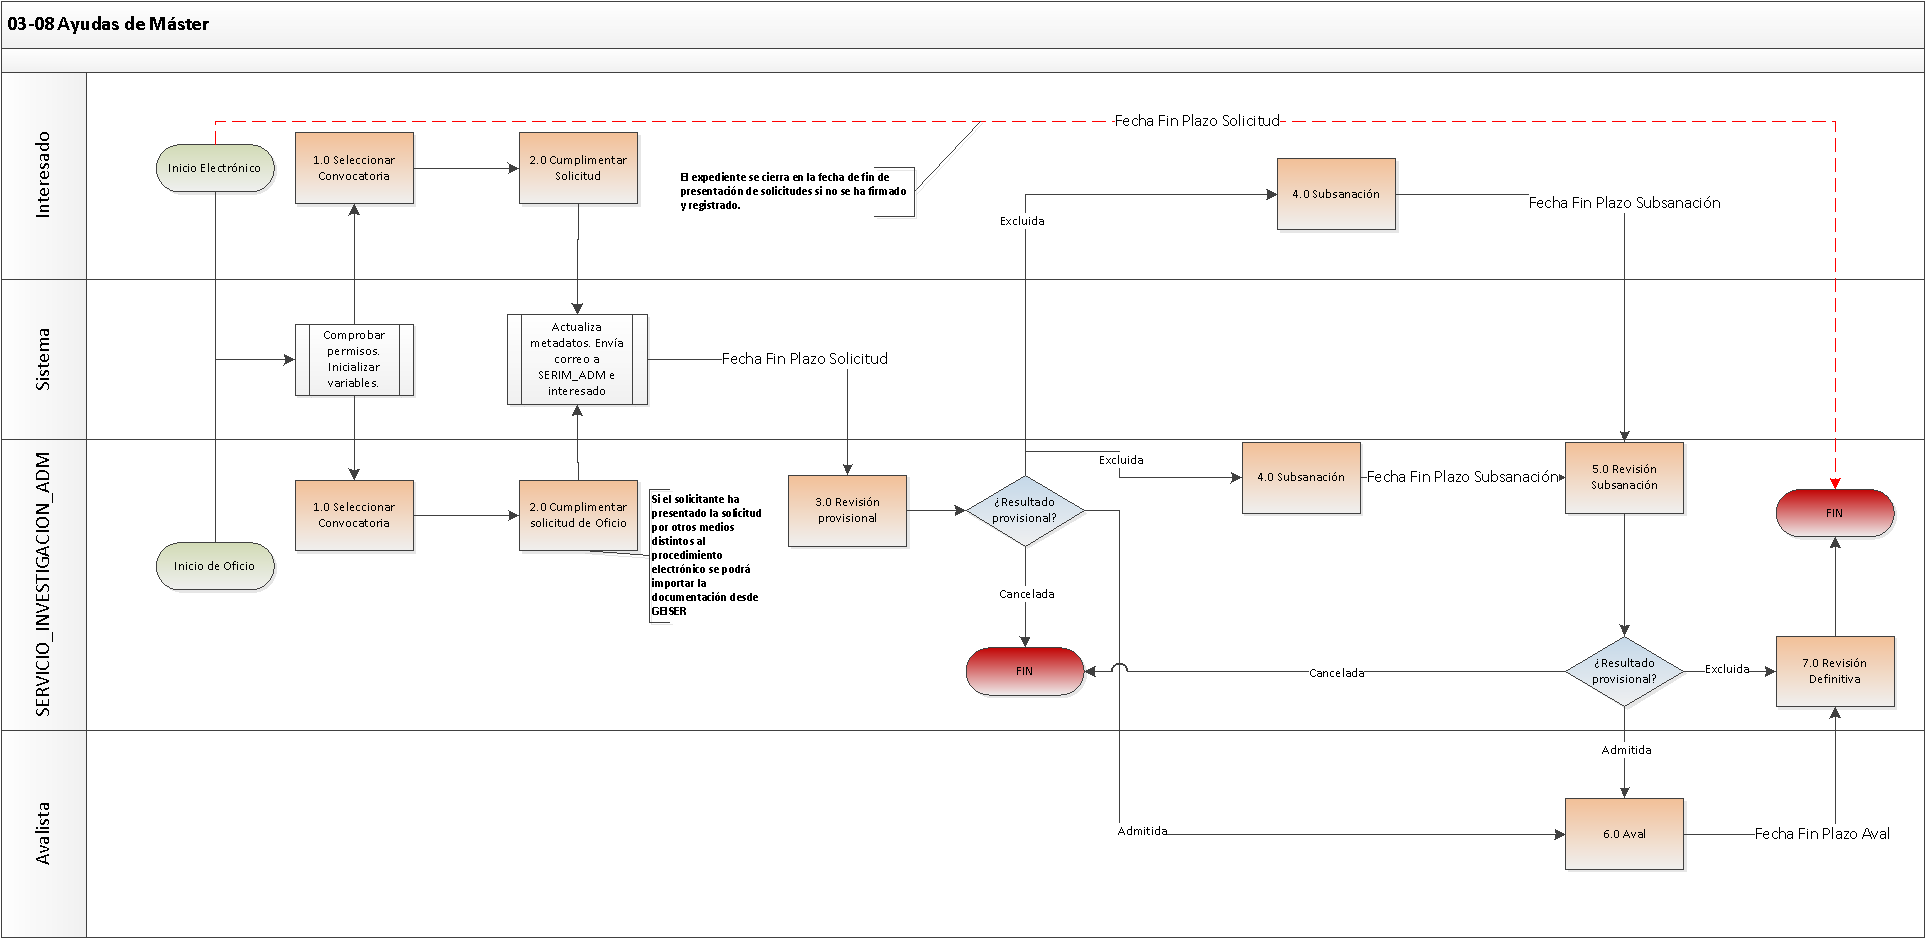 03-08 Ayudas de Máster
Interesado
Inicio Electrónico
1.0 Seleccionar
Convocatoria
2.0 Cumplimentar
Solicitud
El expediente se cierra en la fecha de fin de
presentación de solicitudes si no se ha firmado
y registrado.
Fecha Fin Plazo Solicitud
Excluida
4.0 Subsanación
Fecha Fin Plazo Subsanación
Sistema
Comprobar
permisos.
Inicializar
variables.
Actualiza
metadatos. Envía
correo a
SERIM_ADM e
interesado
Fecha Fin Plazo Solicitud
SERVICIO_INVESTIGACION_ADM
Inicio de Oficio
1.0 Seleccionar
Convocatoria
2.0 Cumplimentar
solicitud de Oficio
Si el solicitante ha
presentado la solicitud
por otros medios
distintos al
procedimiento
electrónico se podrá
importar la
documentación desde
GEISER
3.0 Revisión
provisional
¿Resultado
provisional?
Excluida
4.0 Subsanación
Fecha Fin Plazo Subsanación
5.0 Revisión
Subsanación
FIN
Cancelada
FIN
Cancelada
¿Resultado
provisional?
Excluida
7.0 Revisión
Definitiva
Avalista
Admitida
Admitida
6.0 Aval
Fecha Fin Plazo Aval